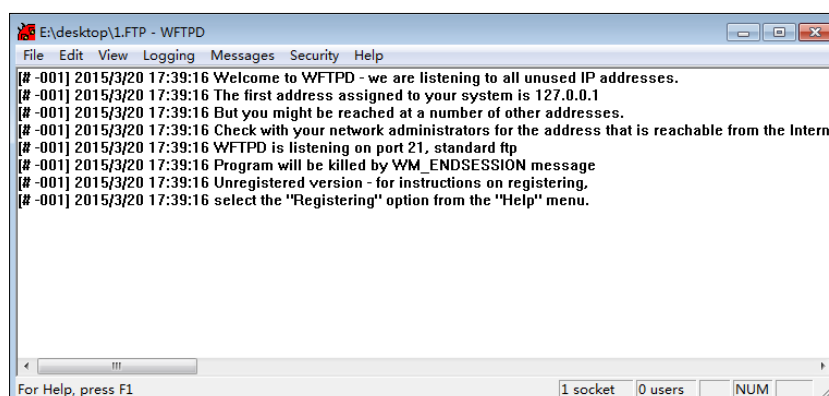 E:\desktop\1.FTP - WFTPD
File Edit View Logging Messages Security Help
[# -001] 2015/3/20 17:39:16 Welcome to WFTPD - we are listening to all unused IP addresses.
[# -001] 2015/3/20 17:39:16 The first address assigned to your system is 127.0.0.1
[# -001] 2015/3/20 17:39:16 But you might be reached at a number of other addresses.
[# -001] 2015/3/20 17:39:16 Check with your network administrators for the address that is reachable from the Intern
[# -001] 2015/3/20 17:39:16 WFTPD is listening on port 21, standard ftp
[# -001] 2015/3/20 17:39:16 Program will be killed by WM_ENDSESSION message
[# -001] 2015/3/20 17:39:16 Unregistered version - for instructions on registering,
[# -001] 2015/3/20 17:39:16 select the "Registering" option from the "Help" menu.
For Help, press F1 1 socket 0 users NUM